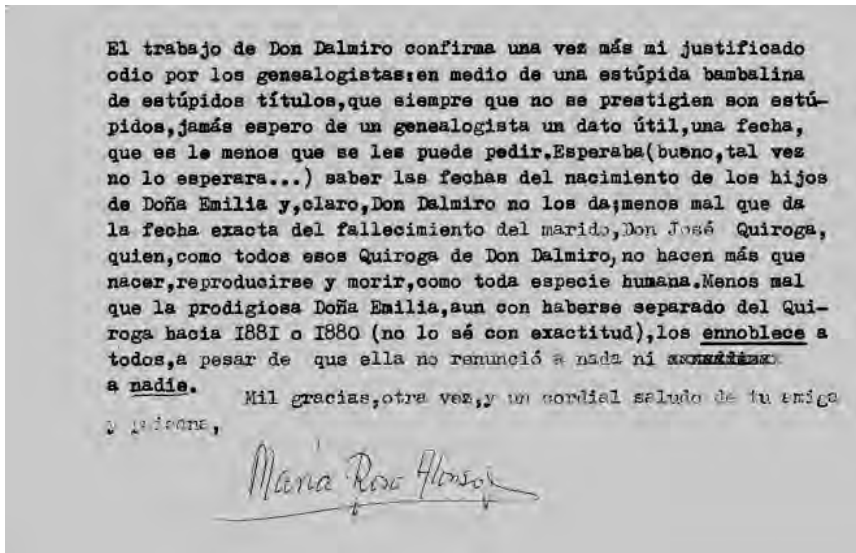 El trabajo de Don Dalmiro confirma una vez más mi justificado
odio por los genealogistas:en medio de una estúpida bambalina
de estúpidos títulos,que siempre que no se prestigien son estú-
pidos,jamás espero de un genealogista un dato útil,una fecha,
que es lo menos que se les puede pedir.Esperaba(bueno,tal vez
no lo esperara...) saber las fechas del nacimiento de los hijos
de Doña Emilia y,claro,Don Dalmiro no los da;menos mal que da
la fecha exacta del fallecimiento del marido,Don José Quiroga,
quien,como todos esos Quiroga de Don Dalmiro,no hacen más que
nacer,reproducirse y morir,como toda especie humana.Menos mal
que la prodigiosa Doña Emilia,aun con haberse separado del Qui-
roga hacia I88I o I880 (no lo sé con exactitud),los ennoblece a
todos,a pesar de que ella no renunció a nada ni
a nadie.
Mil gracias,otra vez,y un cordial saludo de tu amiga
y paisana,
María Rosa Alonso